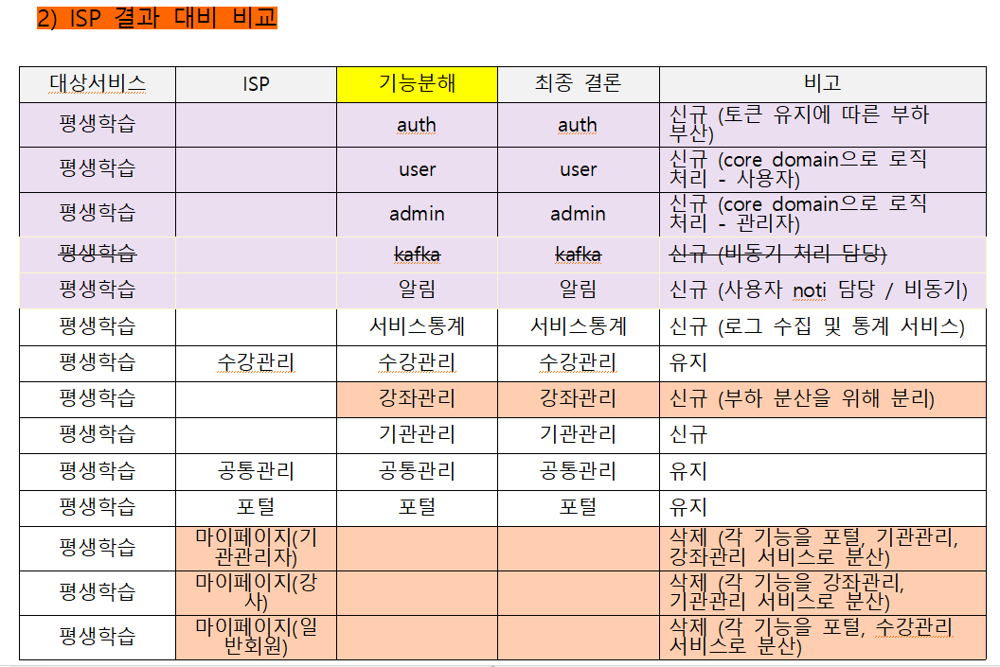 2) ISP 결과 대비 비교
대상서비스 ISP 기능분해 최종 결론 비고
평생학습 auth auth 신규 (토큰 유지에 따른 부하
부산)
평생학습 user user 신규 (core domain으로 로직
처리 - 사용자)
평생학습 admin admin 신규 (core domain으로 로직
처리 - 관리자)
평생학습 kafka kafka 신규 (비동기 처리 담당)
평생학습 알림 알림 신규 (사용자 noti 담당 / 비동기)
평생학습 서비스통계 서비스통계 신규 (로그 수집 및 통계 서비스)
평생학습 수강관리 수강관리 수강관리 유지
평생학습 강좌관리 강좌관리 신규 (부하 분산을 위해 분리)
평생학습 기관관리 기관관리 신규
평생학습 공통관리 공통관리 공통관리 유지
평생학습 포털 포털 포털 유지
평생학습 마이페이지(기
관관리자) 삭제 (각 기능을 포털, 기관관리,
강좌관리 서비스로 분산)
평생학습 마이페이지(강
사) 삭제 (각 기능을 강좌관리,
기관관리 서비스로 분산)
평생학습 마이페이지(일
반회원) 삭제 (각 기능을 포털, 수강관리
서비스로 분산)